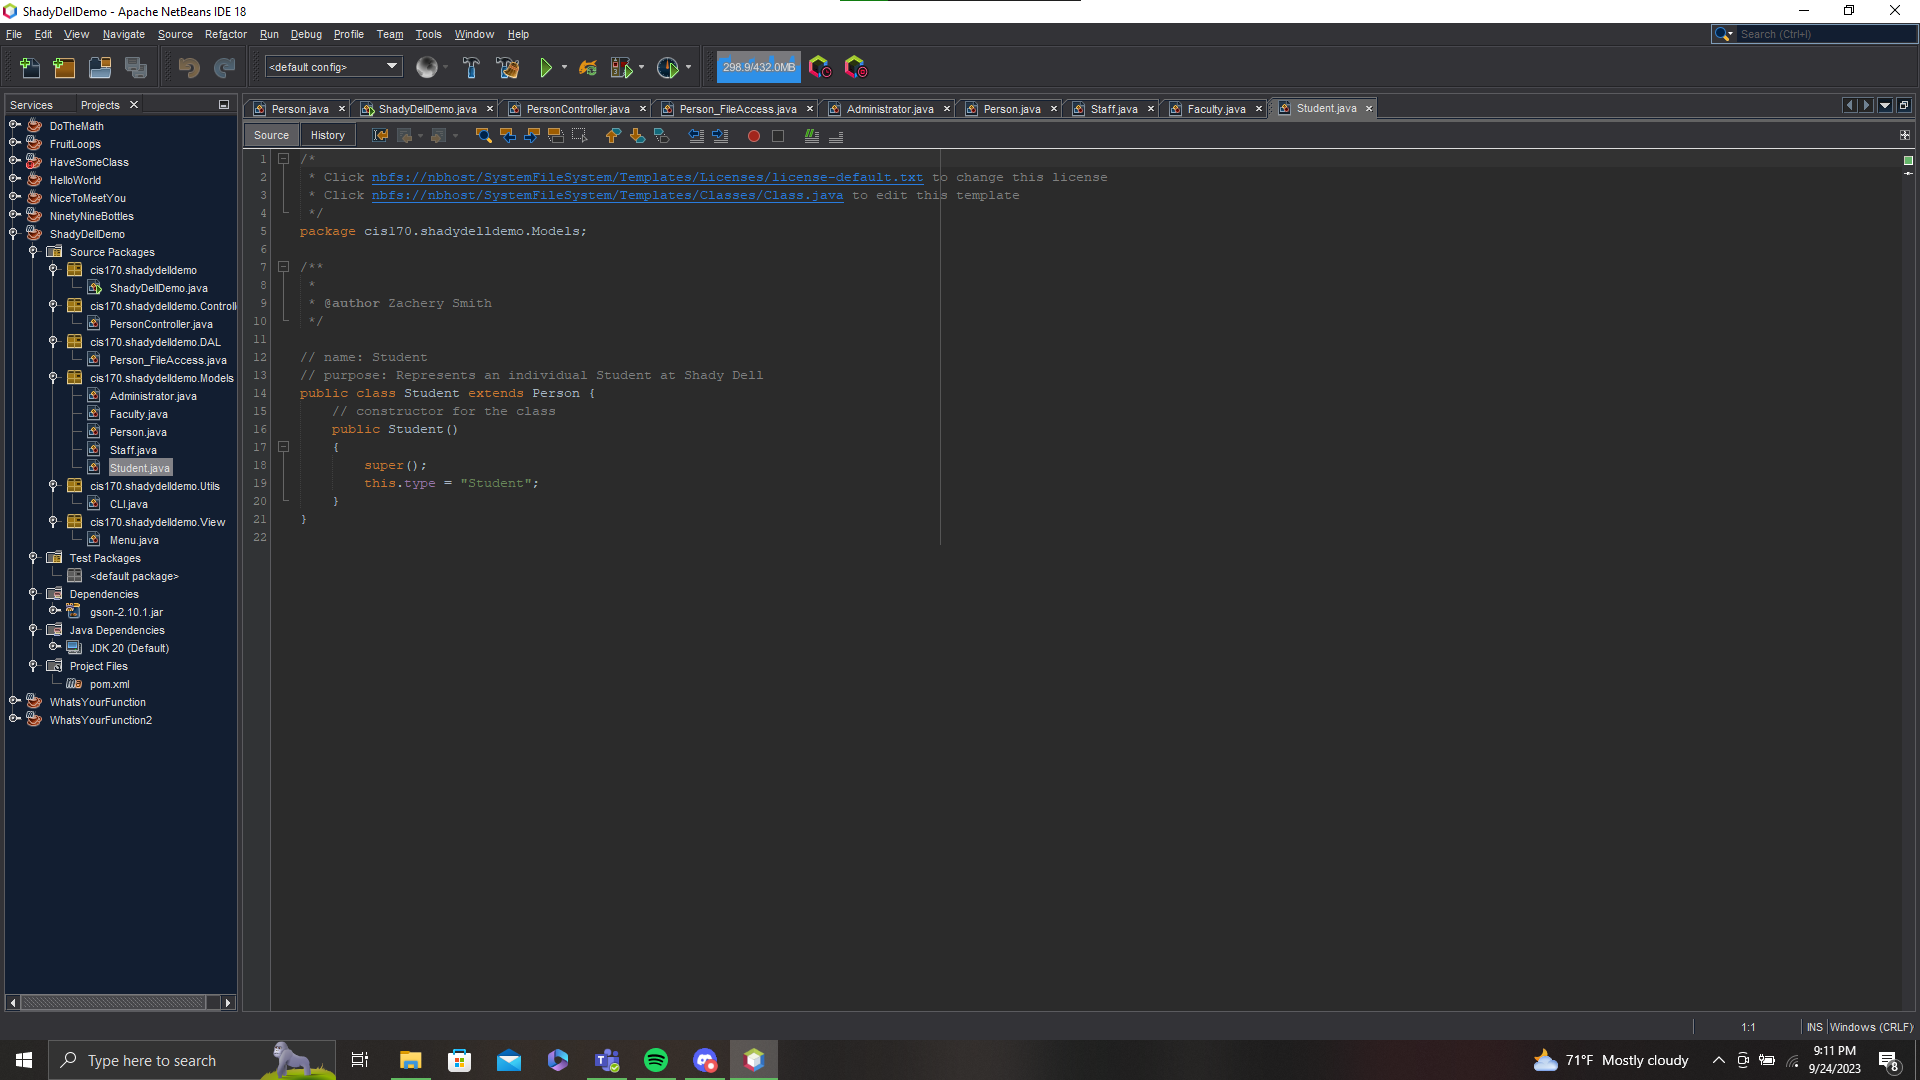 ShadyDellDemo - Apache NetBeans IDE 18
File Edit View Navigate Source Refactor Run Debug Profile Team Tools Window Help
Search (Ctrl+I)
<default config>
298.9/432.0MB
Services Projects
Person.java ShadyDellDemo.java PersonController.java Person_FileAccess.java Administrator.java Person.java Staff.java Faculty.java Student.java
Source History
DoTheMath
FruitLoops
HaveSomeClass
HelloWorld
NiceToMeetYou
NinetyNineBottles
ShadyDellDemo
Source Packages
cis170.shadydelldemo
ShadyDellDemo.java
cis170.shadydelldemo.Controll
PersonController.java
cis170.shadydelldemo.DAL
Person_FileAccess.java
cis170.shadydelldemo.Models
Administrator.java
Faculty.java
Person.java
Staff.java
Student.java
cis170.shadydelldemo.Utils
CLI.java
cis170.shadydelldemo.View
Menu.java
Test Packages
<default package>
Dependencies
gson-2.10.1.jar
Java Dependencies
JDK 20 (Default)
Project Files
pom.xml
WhatsYourFunction
WhatsYourFunction2
1 /*
2 * Click nbfs://nbhost/SystemFileSystem/Templates/Licenses/license-default.txt to change this license
3 * Click nbfs://nbhost/SystemFileSystem/Templates/Classes/Class.java to edit this template
4 */
5 package cis170.shadydelldemo.Models;
6
7 /**
8 *
9 * @author Zachery Smith
10 */
11
12 // name: Student
13 // purpose: Represents an individual Student at Shady Dell
14 public class Student extends Person {
15 // constructor for the class
16 public Student()
17 {
18 super();
19 this.type = "Student";
20 }
21 }
22
1:1 INS Windows (CRLF)
Type here to search
71°F Mostly cloudy
9:11 PM
9/24/2023
8